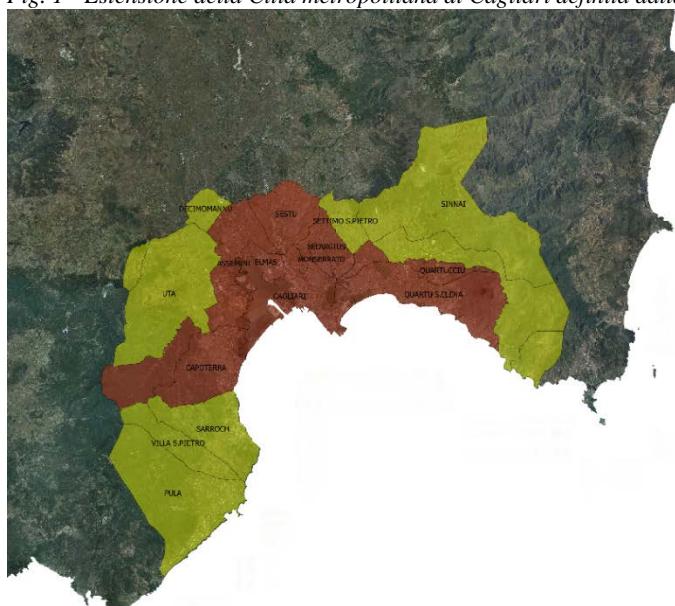 Fig. 1 - Estensione della Città metropolitana di Cagliari definita dalla
DECIMOMANNU
SESTU
SETTIMO S.PIETRO
SINNAI
SELARGIUS
MONSERRATO
ASSEMINI
ELMAS
QUARTUCCIU
UTA
CAGLIARI
QUARTU S.ELENA
CAPOTERRA
SARROCH
VILLA S.PIETRO
PULA